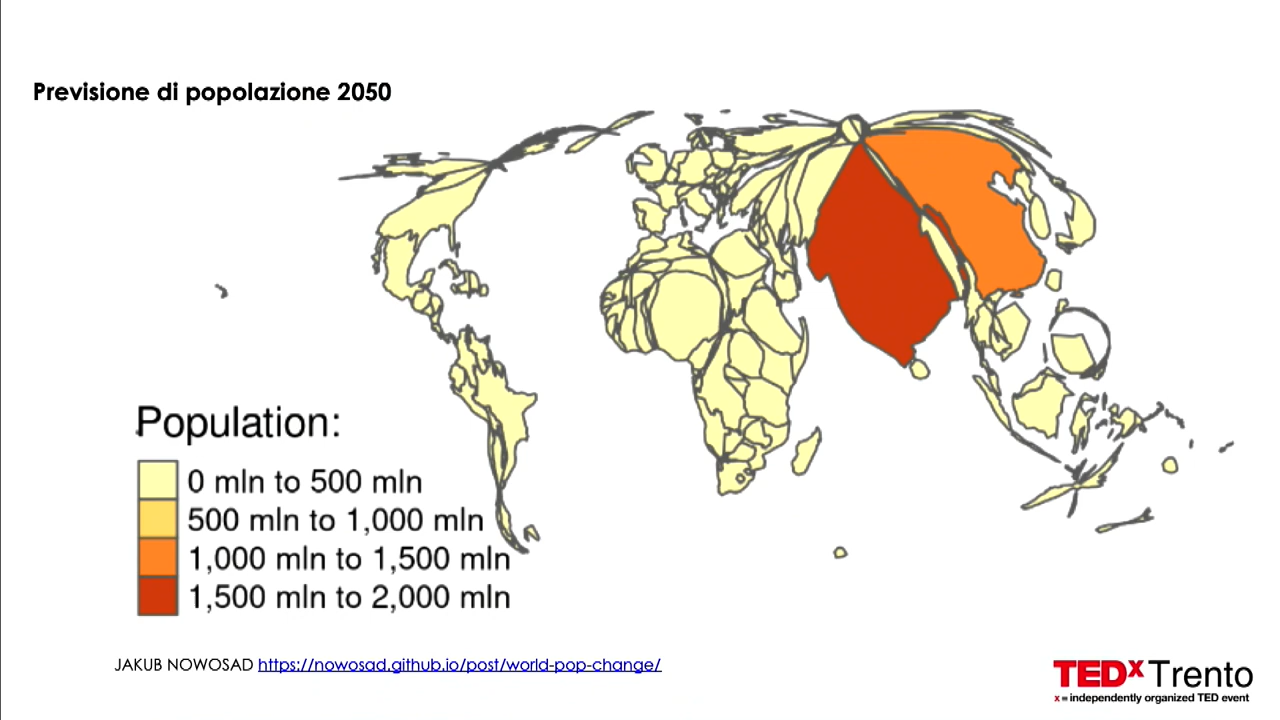 Previsione di popolazione 2050
Population:
0 mln to 500 mln
500 mln to 1,000 mln
1,000 mln to 1,500 mln
1,500 mln to 2,000 mln
JAKUB NOWOSAD https://nowosad.github.io/post/world-pop-change/
TEDx Trento
x = independently organized TED event